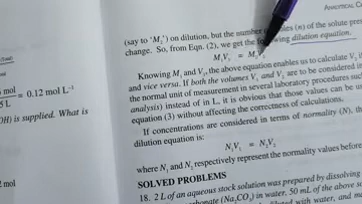 ANALYTICAL
(say to 'M₂') on dilution, but the number of moles (n) of the solute
change. So, from Eqn. (2), we get the following dilution equation.
M₁V₁ = M₂V₂
Knowing M₁ and V₁, the above equation enables us to calculate V₂
and vice versa. If both the volumes V₁ and V₂ are to be considered
the normal unit of measurement in several laboratory procedures
analysis) instead of in L, it is obvious that those values can be
equation (3) without affecting the correctness of calculations.
If concentrations are considered in terms of normality (N),
dilution equation is:
N₁V₁ = N₂V₂
where N₁ and N₂ respectively represent the normality values before
SOLVED PROBLEMS
18. 2 L of an aqueous stock solution was prepared by dissolving
(Na₂CO₃) in water, 50 mL of the above
with water, and
mol
= 0.12 mol L⁻¹
5 L
OH) is supplied. What is
mol